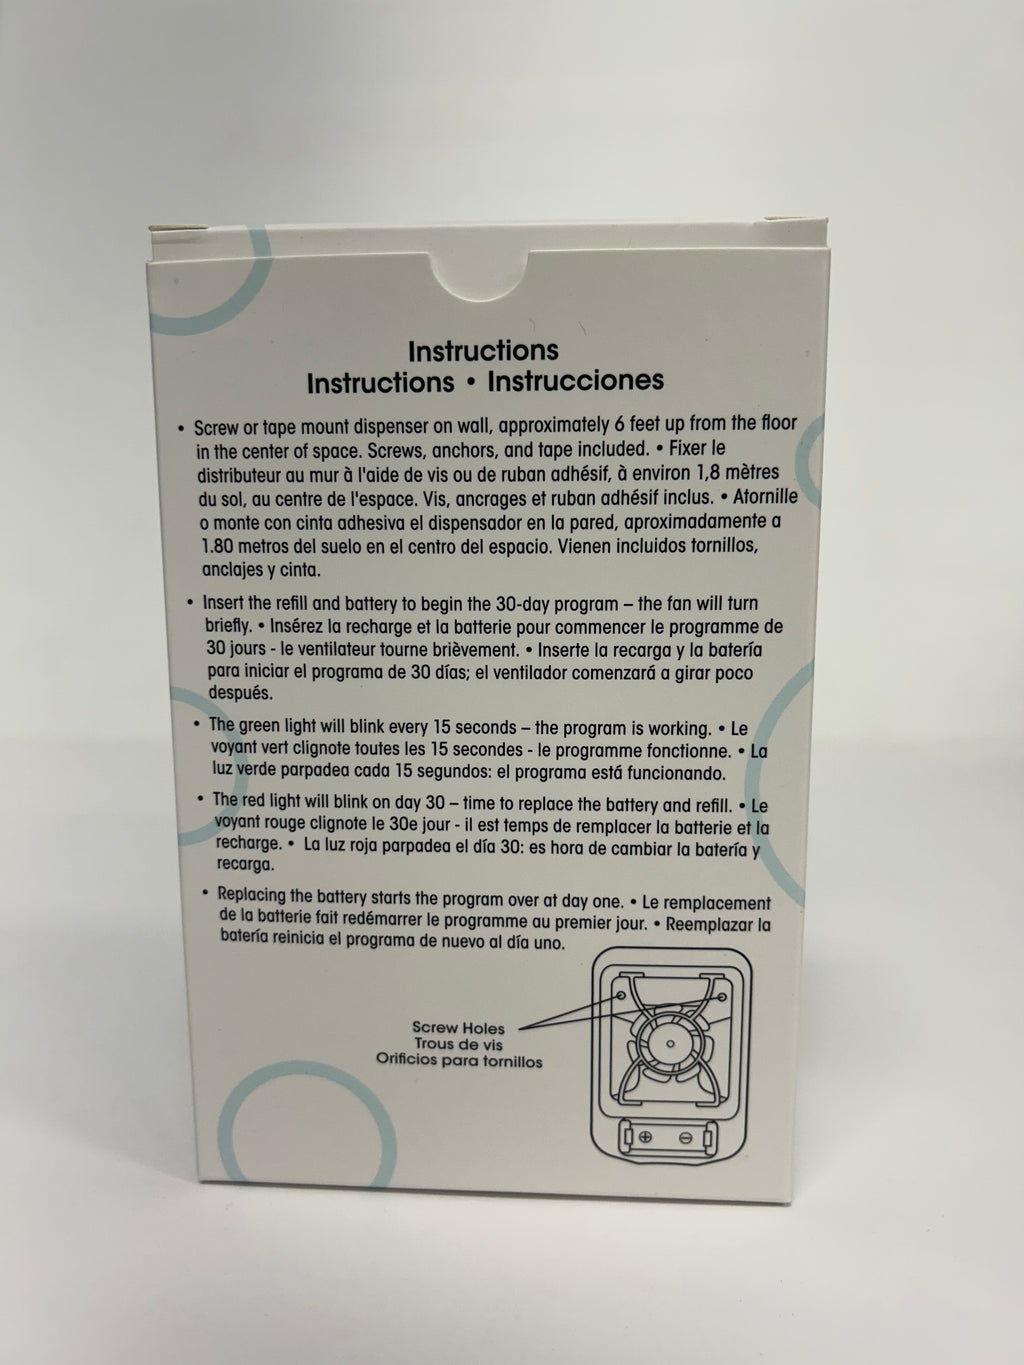 Instructions
Instructions • Instrucciones
• Screw or tape mount dispenser on wall, approximately 6 feet up from the floor
in the center of space. Screws, anchors, and tape included. • Fixer le
distributeur au mur à l'aide de vis ou de ruban adhésif, à environ 1,8 mètres
du sol, au centre de l'espace. Vis, ancrages et ruban adhésif inclus. • Atornille
o monte con cinta adhesiva el dispensador en la pared, aproximadamente a
1.80 metros del suelo en el centro del espacio. Vienen incluidos tornillos,
anclajes y cinta.
• Insert the refill and battery to begin the 30-day program – the fan will turn
briefly. • Insérez la recharge et la batterie pour commencer le programme de
30 jours - le ventilateur tourne brièvement. • Inserte la recarga y la batería
para iniciar el programa de 30 días; el ventilador comenzará a girar poco
después.
• The green light will blink every 15 seconds – the program is working. • Le
voyant vert clignote toutes les 15 secondes - le programme fonctionne. • La
luz verde parpadea cada 15 segundos: el programa está funcionando.
• The red light will blink on day 30 – time to replace the battery and refill. • Le
voyant rouge clignote le 30e jour - il est temps de remplacer la batterie et la
recharge. • La luz roja parpadea el día 30: es hora de cambiar la batería y
recarga.
• Replacing the battery starts the program over at day one. • Le remplacement
de la batterie fait redémarrer le programme au premier jour. • Reemplazar la
batería reinicia el programa de nuevo al día uno.
Screw Holes
Trous de vis
Orificios para tornillos